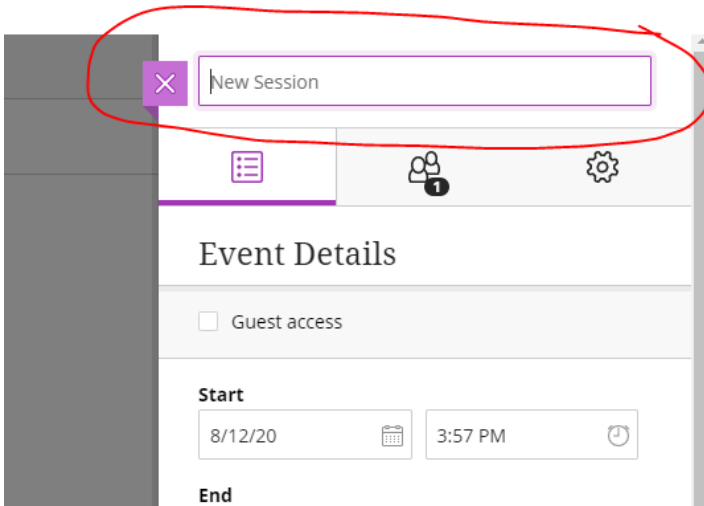 New Session
1
Event Details
Guest access
Start
8/12/20 3:57 PM
End